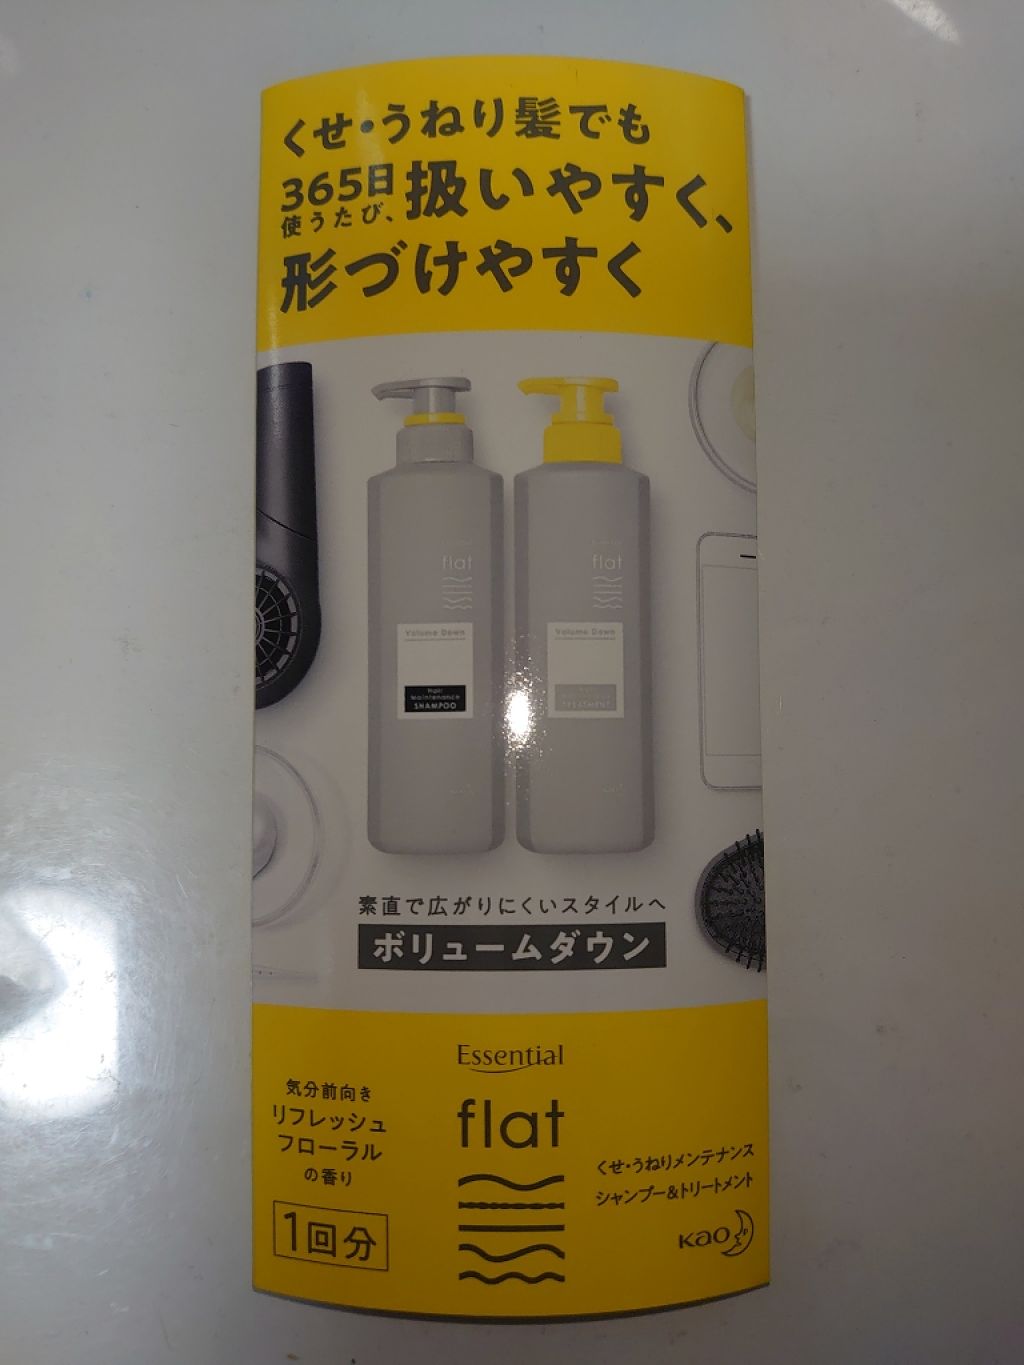 くせ・うねり髪でも
365日
使うたび、
扱いやすく、
形づけやすく
flat
Volume Down
Hair
Maintenance
SHAMPOO
flat
Volume Down
TREATMENT
素直で広がりにくいスタイルへ
ボリュームダウン
Essential
flat
気分前向き
リフレッシュ
フローラル
の香り
1回分
くせ・うねりメンテナンス
シャンプー&トリートメント
Kao